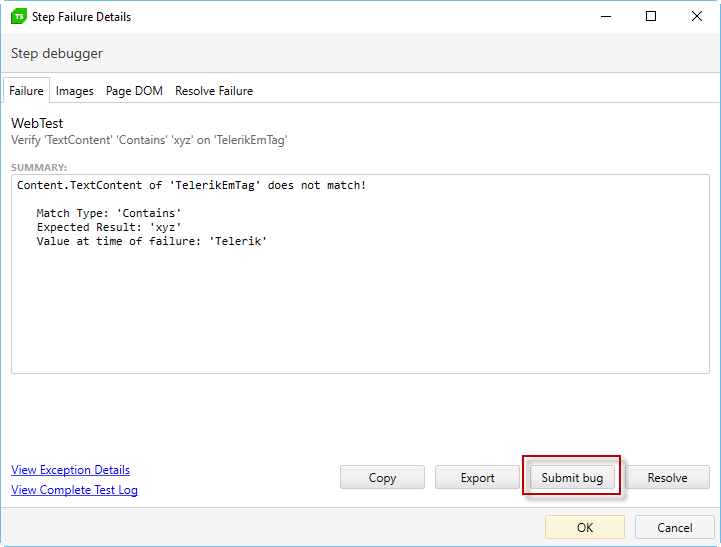 TS Step Failure Details
Step debugger
Failure Images Page DOM Resolve Failure
WebTest
Verify 'TextContent' 'Contains' 'xyz' on 'TelerikEmTag'
SUMMARY:
Content.TextContent of 'TelerikEmTag' does not match!
Match Type: 'Contains'
Expected Result: 'xyz'
Value at time of failure: 'Telerik'
View Exception Details
View Complete Test Log
Copy Export Submit bug Resolve
OK Cancel